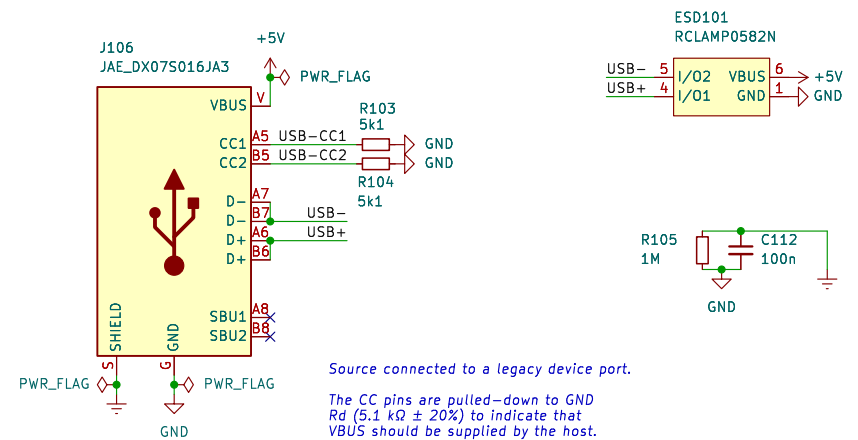 ESD101
RCLAMP0582N
+5V
J106
JAE_DX07S016JA3
PWR_FLAG
USB- 5 I/O2 VBUS 6 +5V
USB+ 4 I/O1 GND 1 GND
VBUS V
R103
5k1
CC1 A5 USB-CC1 GND
CC2 B5 USB-CC2 GND
R104
5k1
D- A7
D- B7 USB-
D+ A6 USB+
D+ B6
R105 C112
1M 100n
GND
SBU1 A8
SBU2 B8
SHIELD GND
S G
PWR_FLAG PWR_FLAG
GND
Source connected to a legacy device port.
The CC pins are pulled-down to GND
Rd (5.1 kΩ ± 20%) to indicate that
VBUS should be supplied by the host.